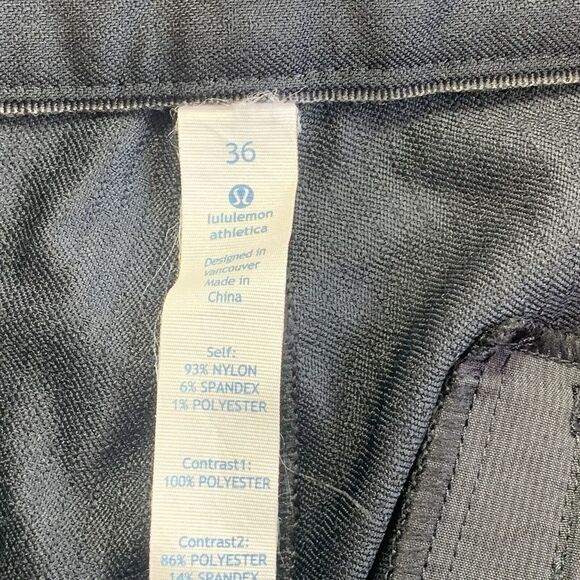 36
lululemon
athletica
Designed in
vancouver
Made in
China
Self:
93% NYLON
6% SPANDEX
1% POLYESTER
Contrast1:
100% POLYESTER
Contrast2:
86% POLYESTER
14% SPANDEX